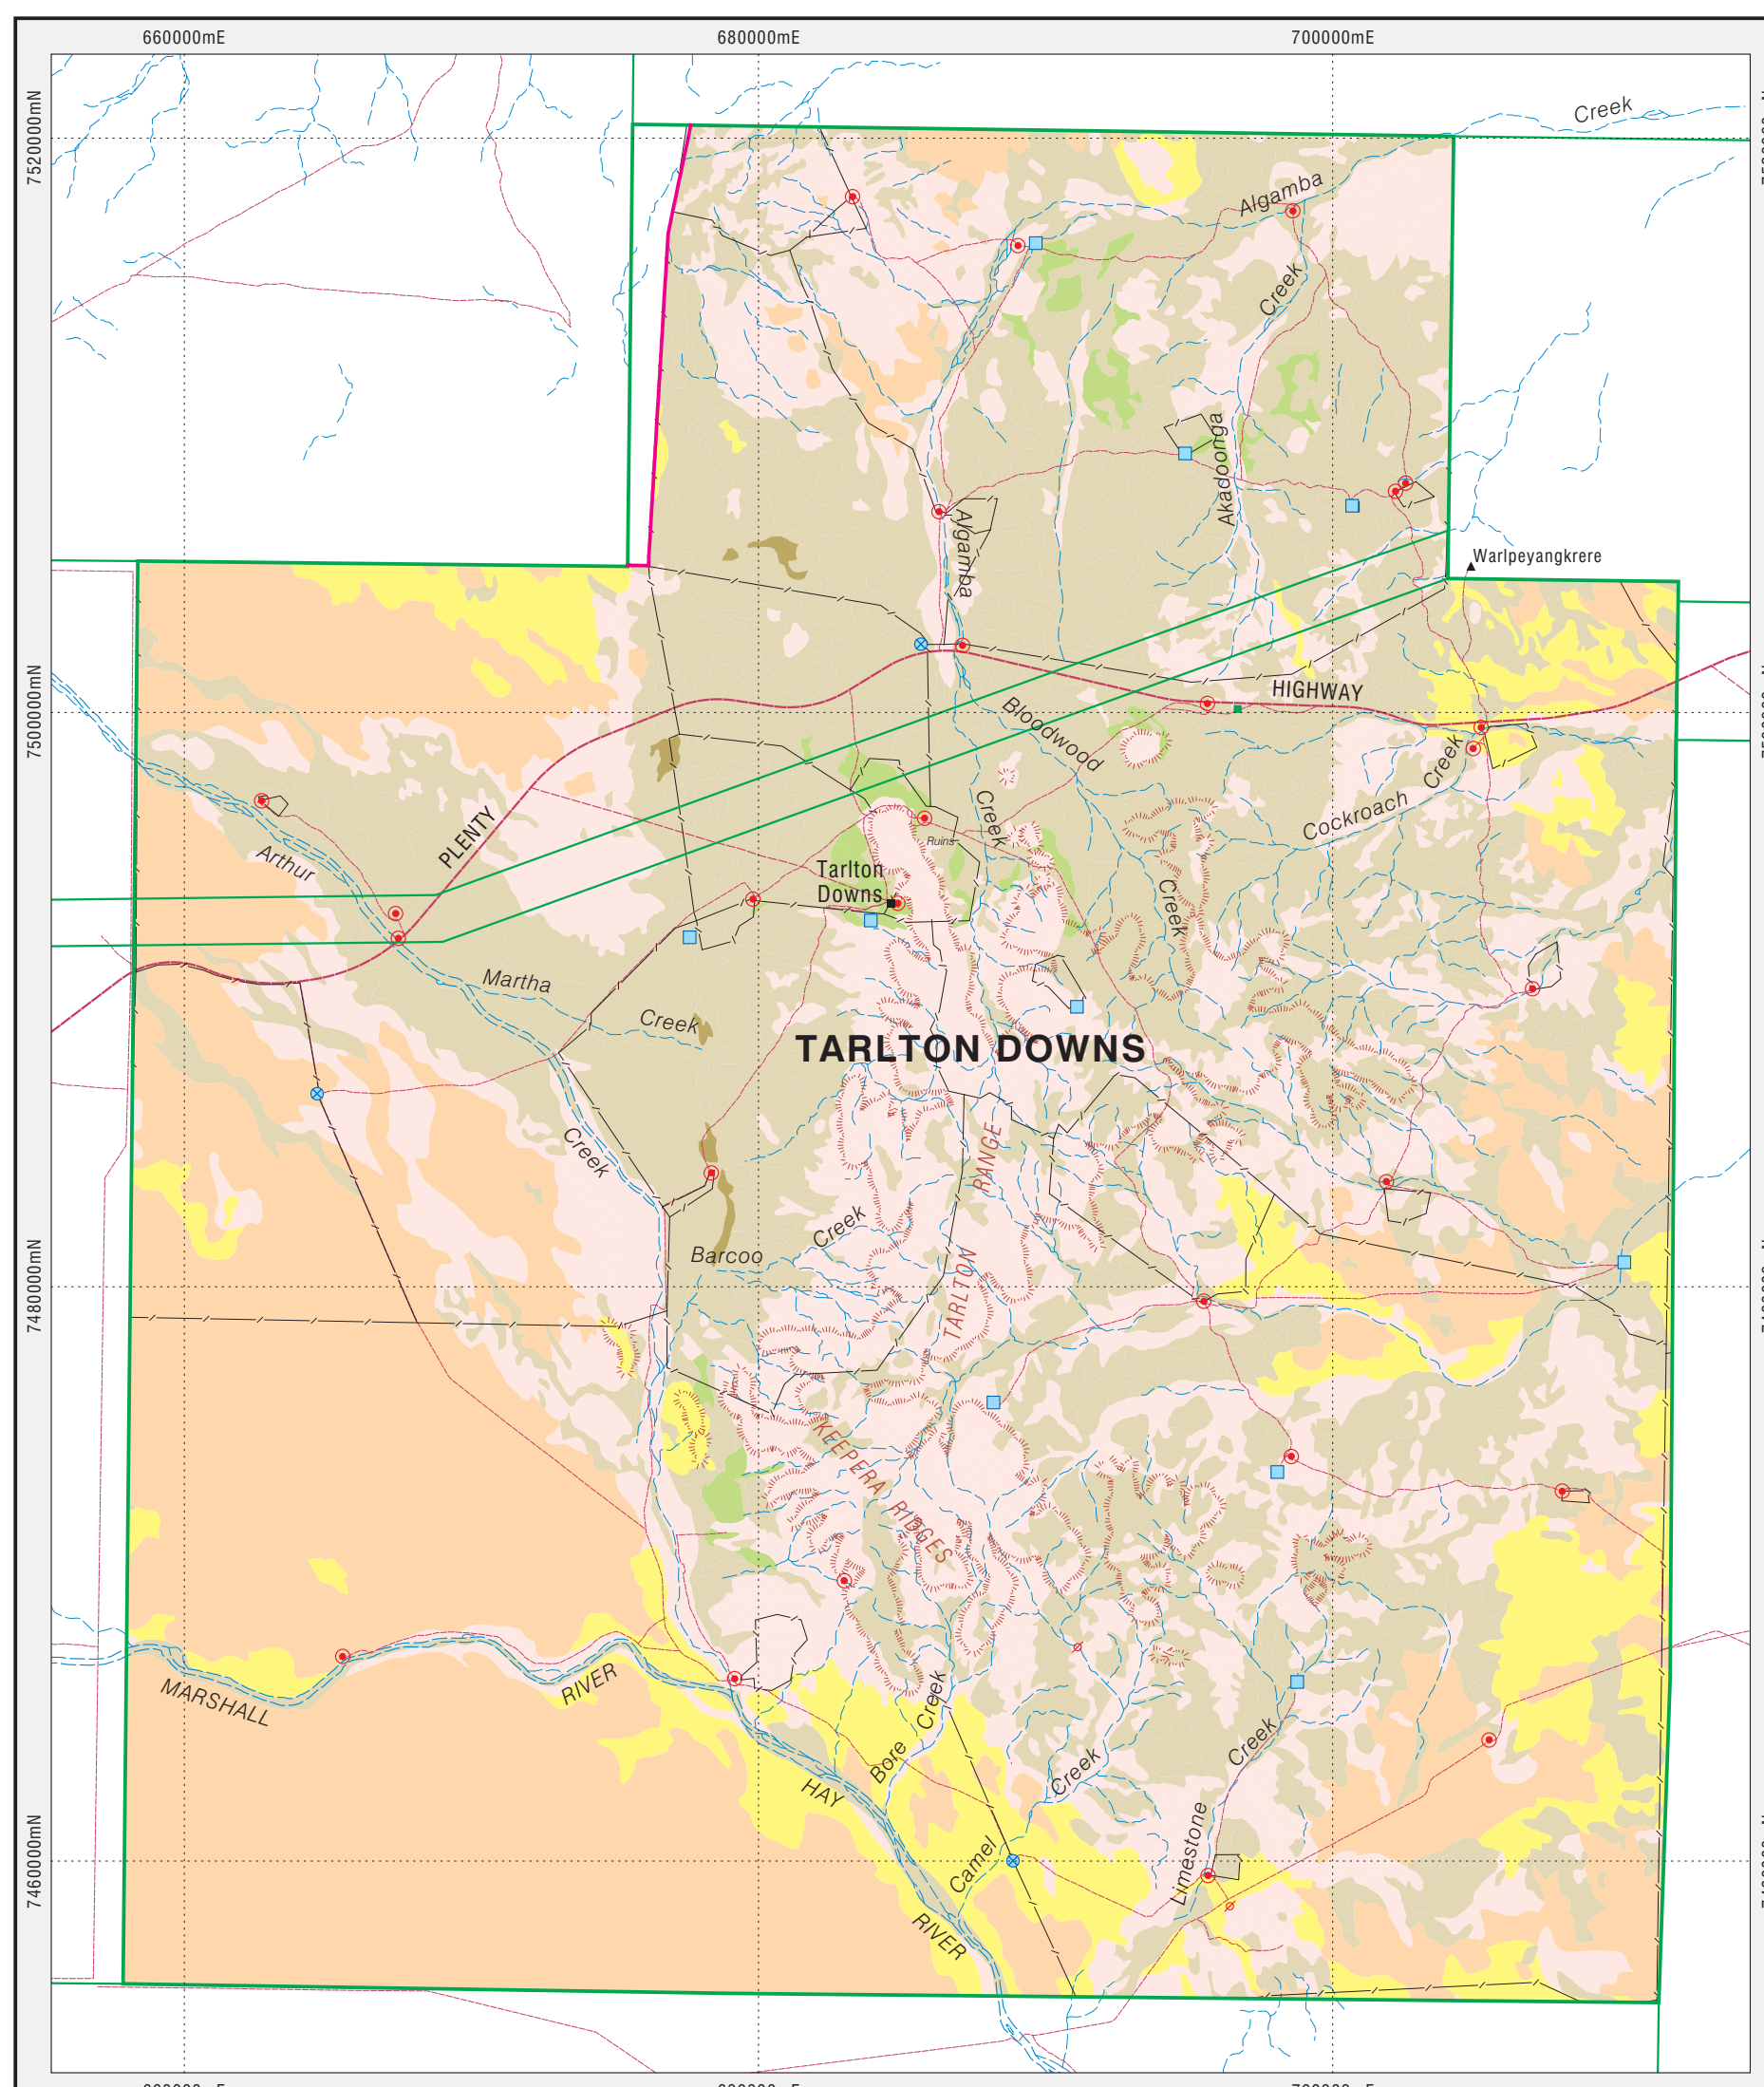 660000mE 680000mE 700000mE
7520000mN
Creek
Algamba
Creek
Akadoonga
Algamba
Warlpeyangkrere
7500000mN
HIGHWAY
Bloodwood
Creek
Cockroach
Creek
PLENTY
Arthur
Ruins
Tarlton
Downs
Creek
Martha
Creek
TARLTON DOWNS
Creek
TARLTON RANGE
Creek
Barcoo
7480000mN
KEEPERA RIDGES
MARSHALL
RIVER
Creek
Bore
Creek
Creek
HAY
Camel
Limestone
7460000mN
RIVER